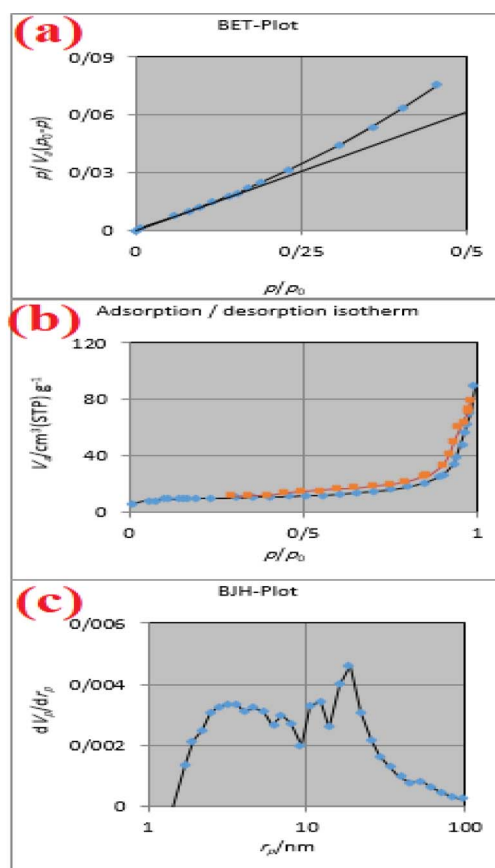 (a)
BET-Plot
0/09
0/06
0/03
0
p/Vₐ(p₀-p)
0
0/25
0/5
p/p₀
(b)
Adsorption / desorption isotherm
120
80
40
0
Vₐ/cm³(STP) g⁻¹
0
0/5
1
p/p₀
(c)
BJH-Plot
0/006
0/004
0/002
0
dVₚ/drₚ
1
10
100
rₚ/nm